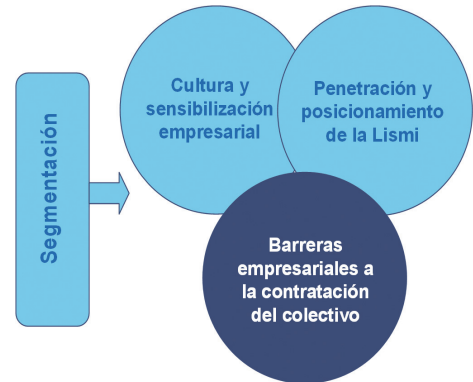 Segmentación
Cultura y
sensibilización
empresarial
Penetración y
posicionamiento
de la Lismi
Barreras
empresariales a
la contratación
del colectivo